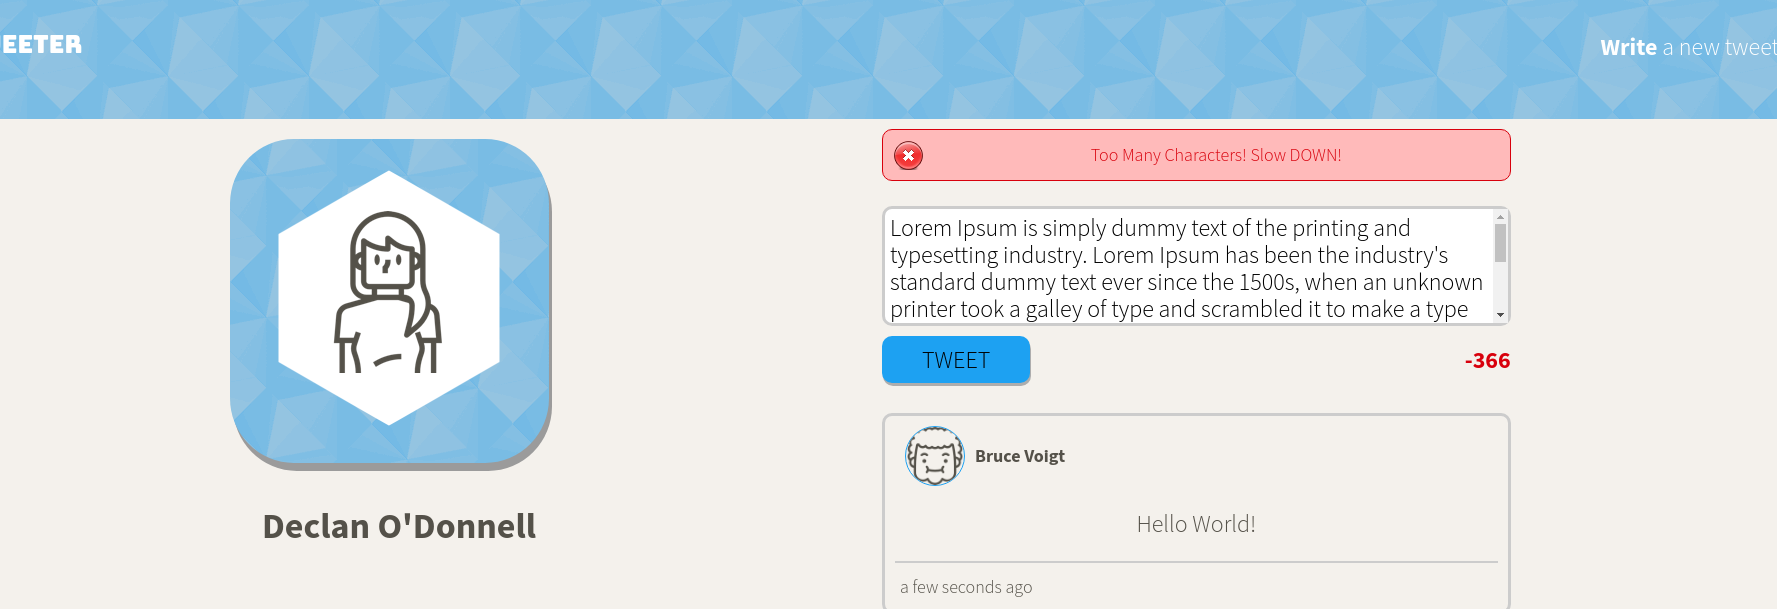 EETER
Write a new tweet
Too Many Characters! Slow DOWN!
Lorem Ipsum is simply dummy text of the printing and
typesetting industry. Lorem Ipsum has been the industry's
standard dummy text ever since the 1500s, when an unknown
printer took a galley of type and scrambled it to make a type
TWEET
-366
Bruce Voigt
Hello World!
a few seconds ago
Declan O'Donnell